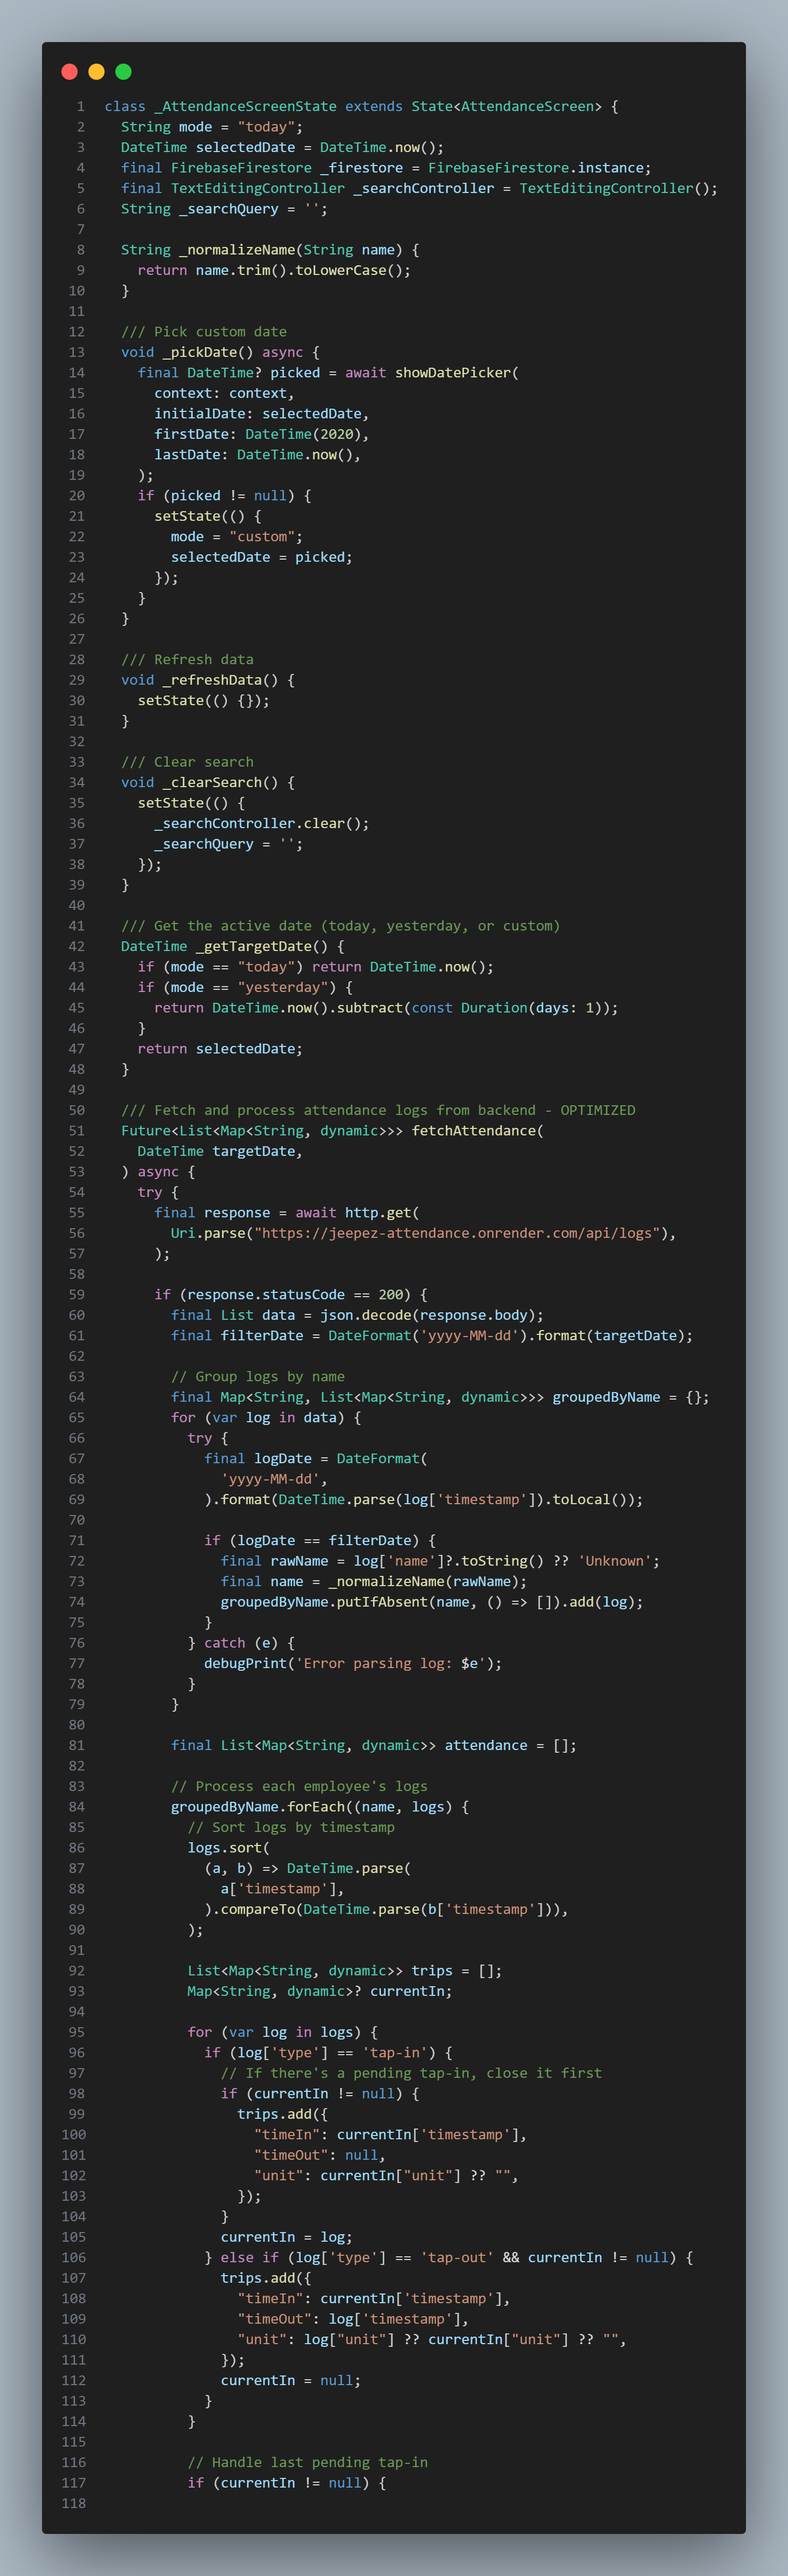 1 class _AttendanceScreenState extends State<AttendanceScreen> {
2   String mode = "today";
3   DateTime selectedDate = DateTime.now();
4   final FirebaseFirestore _firestore = FirebaseFirestore.instance;
5   final TextEditingController _searchController = TextEditingController();
6   String _searchQuery = '';
7
8   String _normalizeName(String name) {
9     return name.trim().toLowerCase();
10   }
11
12   /// Pick custom date
13   void _pickDate() async {
14     final DateTime? picked = await showDatePicker(
15       context: context,
16       initialDate: selectedDate,
17       firstDate: DateTime(2020),
18       lastDate: DateTime.now(),
19     );
20     if (picked != null) {
21       setState(() {
22         mode = "custom";
23         selectedDate = picked;
24       });
25     }
26   }
27
28   /// Refresh data
29   void _refreshData() {
30     setState(() {});
31   }
32
33   /// Clear search
34   void _clearSearch() {
35     setState(() {
36       _searchController.clear();
37       _searchQuery = '';
38     });
39   }
40
41   /// Get the active date (today, yesterday, or custom)
42   DateTime _getTargetDate() {
43     if (mode == "today") return DateTime.now();
44     if (mode == "yesterday") {
45       return DateTime.now().subtract(const Duration(days: 1));
46     }
47     return selectedDate;
48   }
49
50   /// Fetch and process attendance logs from backend - OPTIMIZED
51   Future<List<Map<String, dynamic>>> fetchAttendance(
52     DateTime targetDate,
53   ) async {
54     try {
55       final response = await http.get(
56         Uri.parse("https://jeepez-attendance.onrender.com/api/logs"),
57       );
58
59       if (response.statusCode == 200) {
60         final List data = json.decode(response.body);
61         final filterDate = DateFormat('yyyy-MM-dd').format(targetDate);
62
63         // Group logs by name
64         final Map<String, List<Map<String, dynamic>>> groupedByName = {};
65         for (var log in data) {
66           try {
67             final logDate = DateFormat(
68               'yyyy-MM-dd',
69             ).format(DateTime.parse(log['timestamp']).toLocal());
70
71             if (logDate == filterDate) {
72               final rawName = log['name']?.toString() ?? 'Unknown';
73               final name = _normalizeName(rawName);
74               groupedByName.putIfAbsent(name, () => []).add(log);
75             }
76           } catch (e) {
77             debugPrint('Error parsing log: $e');
78           }
79         }
80
81         final List<Map<String, dynamic>> attendance = [];
82
83         // Process each employee's logs
84         groupedByName.forEach((name, logs) {
85           // Sort logs by timestamp
86           logs.sort(
87             (a, b) => DateTime.parse(
88               a['timestamp'],
89             ).compareTo(DateTime.parse(b['timestamp'])),
90           );
91
92           List<Map<String, dynamic>> trips = [];
93           Map<String, dynamic>? currentIn;
94
95           for (var log in logs) {
96             if (log['type'] == 'tap-in') {
97               // If there's a pending tap-in, close it first
98               if (currentIn != null) {
99                 trips.add({
100                   "timeIn": currentIn['timestamp'],
101                   "timeOut": null,
102                   "unit": currentIn["unit"] ?? "",
103                 });
104               }
105               currentIn = log;
106             } else if (log['type'] == 'tap-out' && currentIn != null) {
107               trips.add({
108                 "timeIn": currentIn['timestamp'],
109                 "timeOut": log['timestamp'],
110                 "unit": log["unit"] ?? currentIn["unit"] ?? "",
111               });
112               currentIn = null;
113             }
114           }
115
116           // Handle last pending tap-in
117           if (currentIn != null) {
118